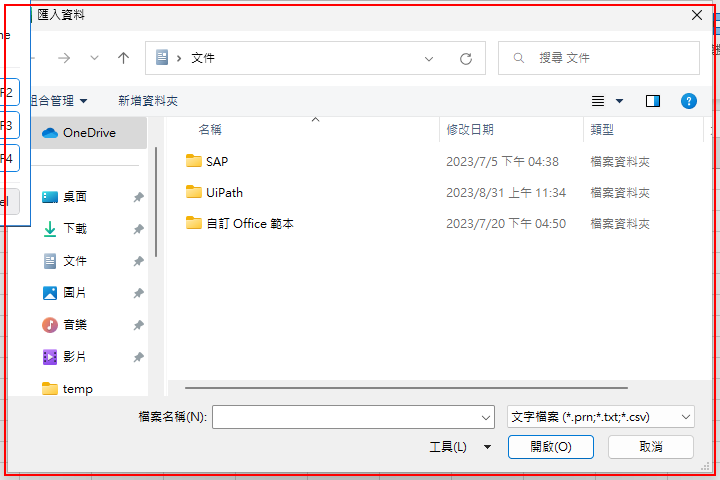 匯入資料
文件
搜尋 文件
F2
F3
F4
組合管理
新增資料夾
OneDrive
桌面
下載
文件
圖片
音樂
影片
temp
名稱
修改日期
類型
SAP
2023/7/5 下午 04:38
檔案資料夾
UiPath
2023/8/31 上午 11:34
檔案資料夾
自訂 Office 範本
2023/7/20 下午 04:50
檔案資料夾
檔案名稱(N):
文字檔案 (*.prn;*.txt;*.csv)
工具(L)
開啟(O)
取消